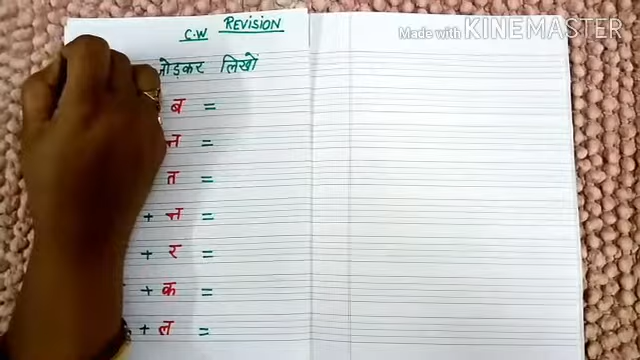 Made with KINEMASTER
C.W REVISION
जोड़कर लिखों
ब =
न =
त =
+ न =
+ र =
+ क =
+ ल =